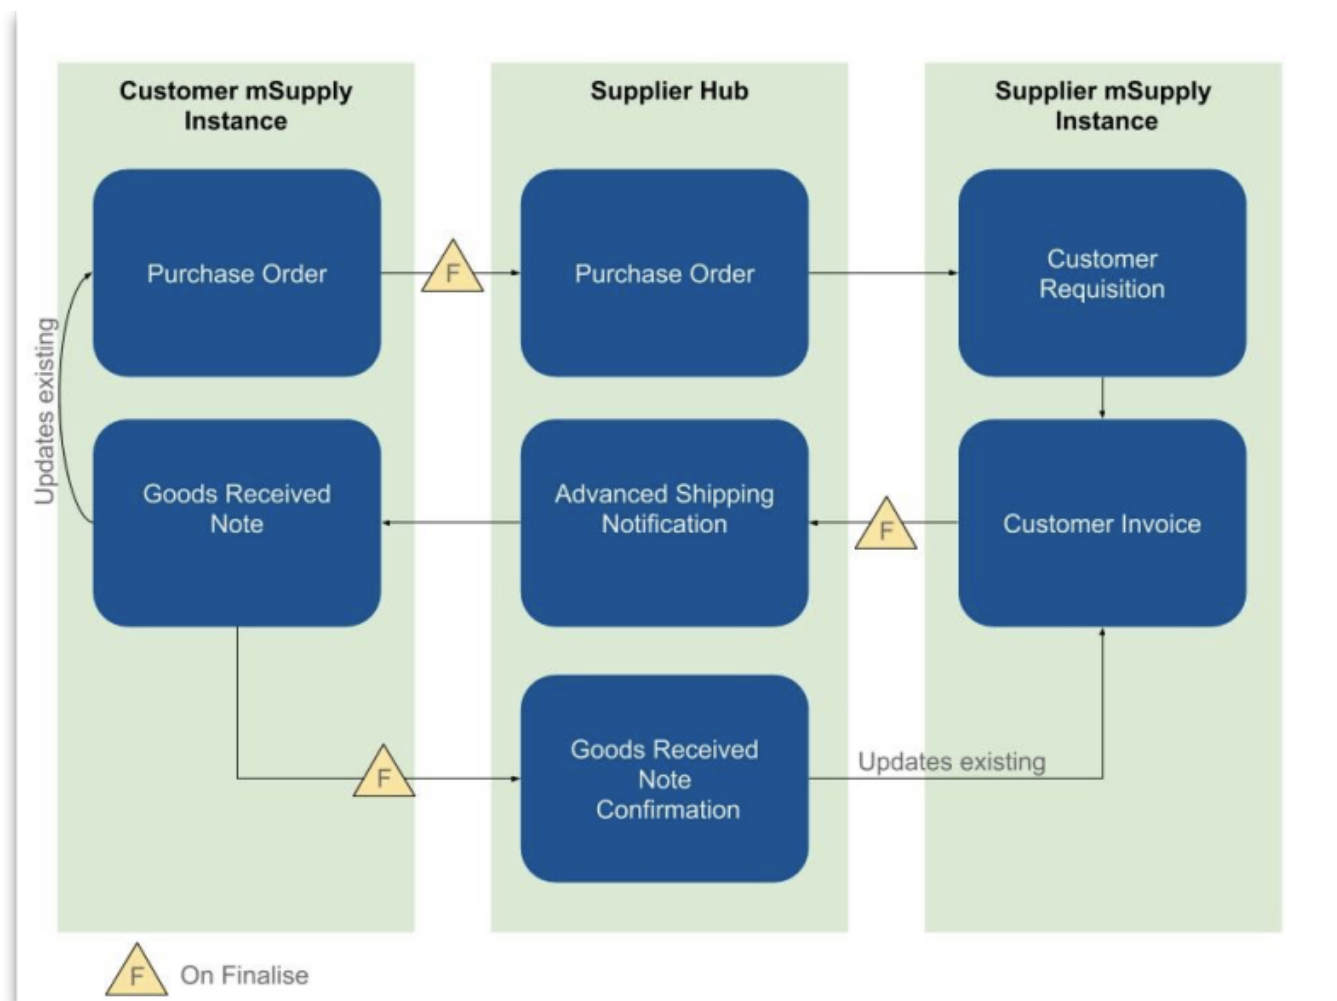 Customer mSupply
Instance
Supplier Hub
Supplier mSupply
Instance
Purchase Order
F
Purchase Order
Customer
Requisition
Updates existing
Goods Received
Note
Advanced Shipping
Notification
F
Customer Invoice
F
Goods Received
Note
Confirmation
Updates existing
F On Finalise